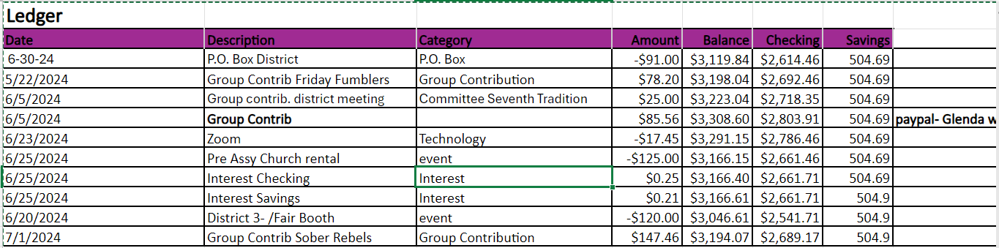 Ledger
Date Description Category Amount Balance Checking Savings
6-30-24 P.O. Box District P.O. Box -$91.00 $3,119.84 $2,614.46 504.69
5/22/2024 Group Contrib Friday Fumblers Group Contribution $78.20 $3,198.04 $2,692.46 504.69
6/5/2024 Group contrib. district meeting Committee Seventh Tradition $25.00 $3,223.04 $2,718.35 504.69
6/5/2024 Group Contrib $85.56 $3,308.60 $2,803.91 504.69 paypal- Glenda w
6/23/2024 Zoom Technology -$17.45 $3,291.15 $2,786.46 504.69
6/25/2024 Pre Assy Church rental event -$125.00 $3,166.15 $2,661.46 504.69
6/25/2024 Interest Checking Interest $0.25 $3,166.40 $2,661.71 504.69
6/25/2024 Interest Savings Interest $0.21 $3,166.61 $2,661.71 504.9
6/20/2024 District 3- /Fair Booth event -$120.00 $3,046.61 $2,541.71 504.9
7/1/2024 Group Contrib Sober Rebels Group Contribution $147.46 $3,194.07 $2,689.17 504.9